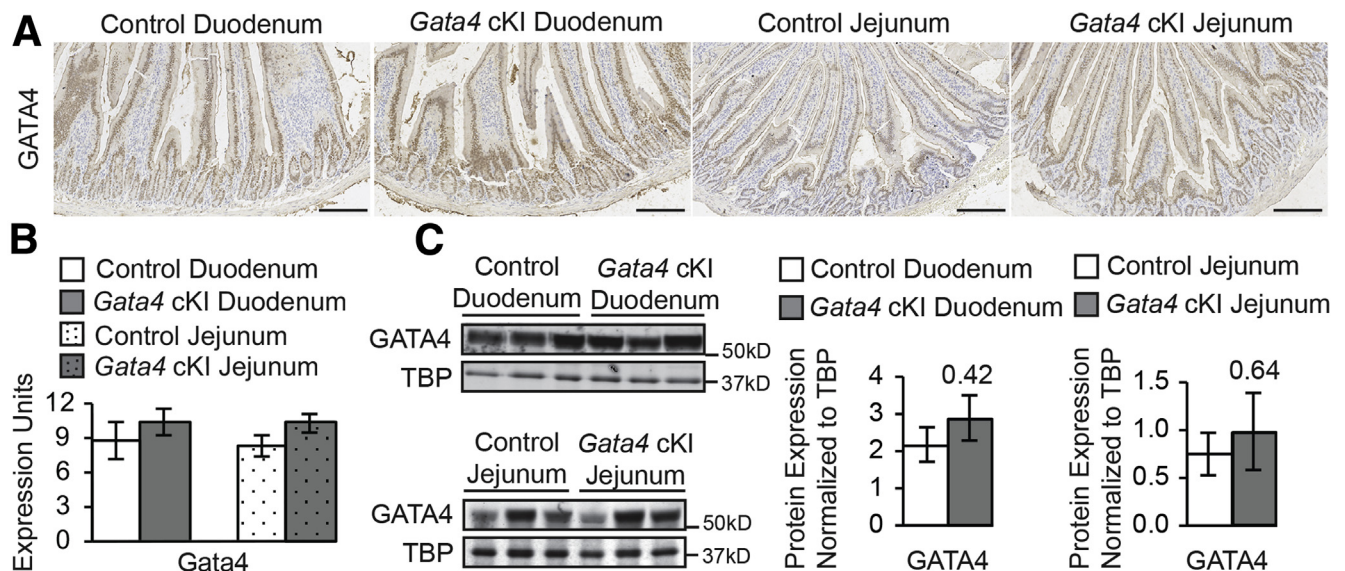 A
Control Duodenum
Gata4 cKI Duodenum
Control Jejunum
Gata4 cKI Jejunum
GATA4
B
Control Duodenum
Gata4 cKI Duodenum
Control Jejunum
Gata4 cKI Jejunum
Expression Units
12
9
6
3
0
Gata4
C
Control
Duodenum
Gata4 cKI
Duodenum
GATA4
50kD
TBP
37kD
Control
Jejunum
Gata4 cKI
Jejunum
GATA4
50kD
TBP
37kD
Control Duodenum
Gata4 cKI Duodenum
Protein Expression
Normalized to TBP
4
3
2
1
0
0.42
GATA4
Control Jejunum
Gata4 cKI Jejunum
Protein Expression
Normalized to TBP
1.5
1.0
0.5
0.0
0.64
GATA4